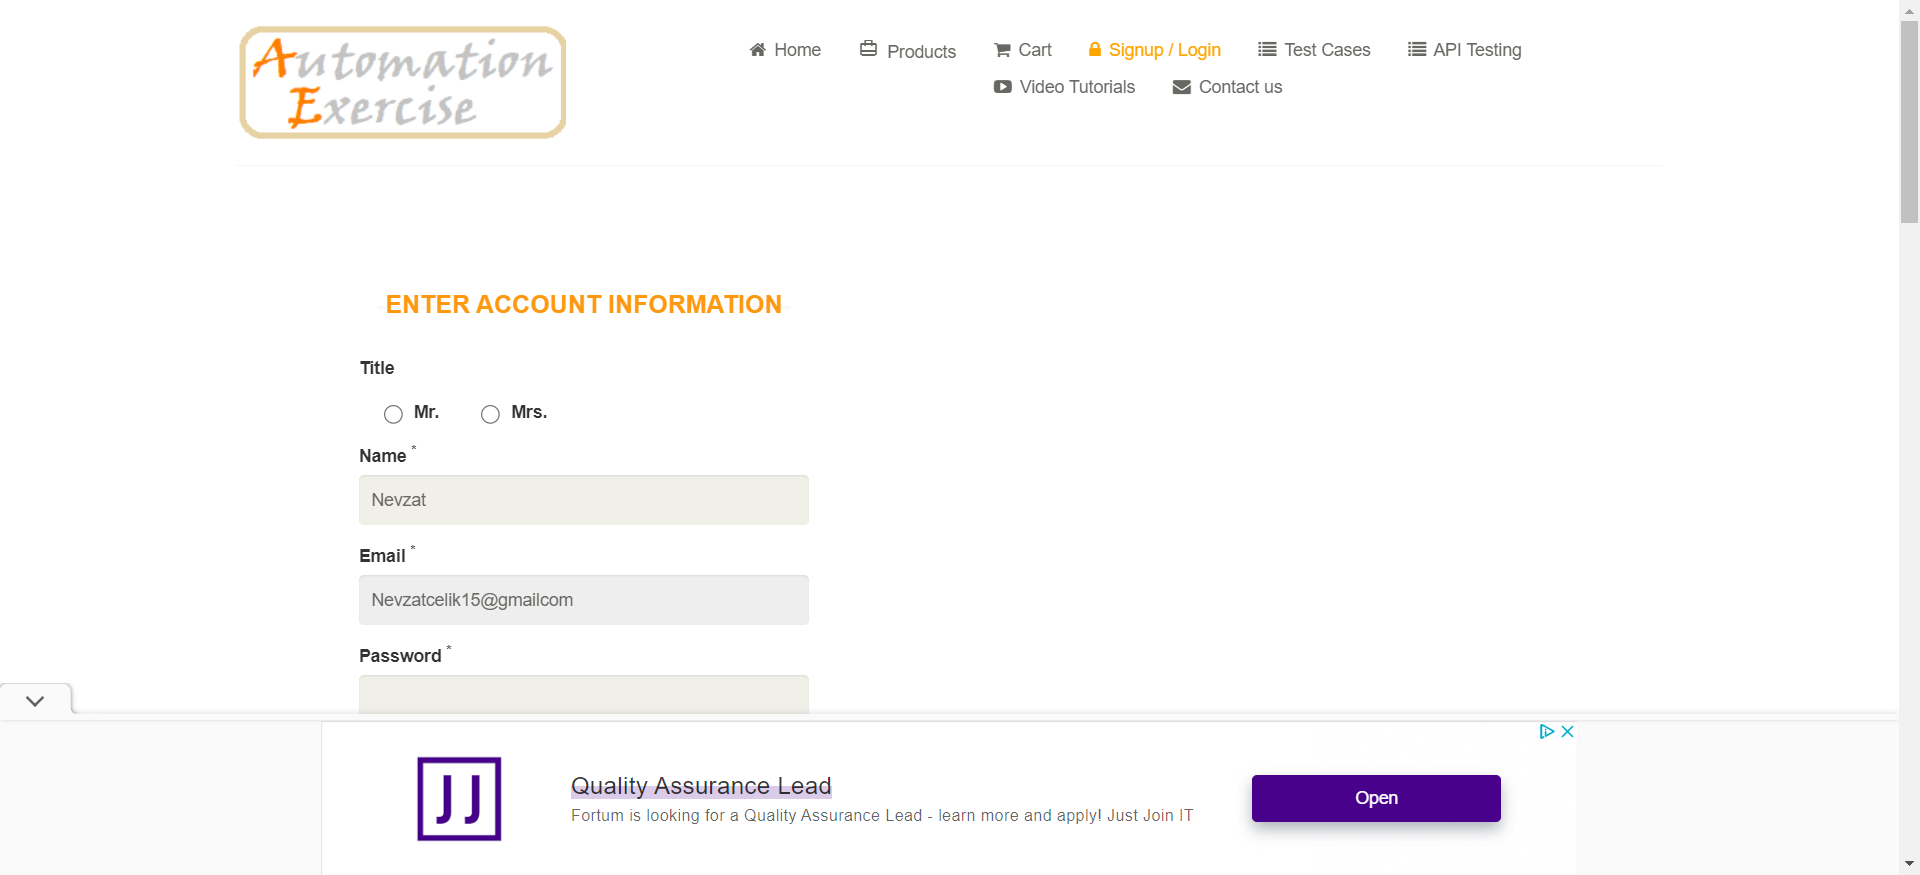 Automation
Exercise
Home
Products
Cart
Signup / Login
Test Cases
API Testing
Video Tutorials
Contact us
ENTER ACCOUNT INFORMATION
Title
Mr.
Mrs.
Name *
Nevzat
Email *
Nevzatcelik15@gmailcom
Password *
JJ
Quality Assurance Lead
Fortum is looking for a Quality Assurance Lead - learn more and apply! Just Join IT
Open